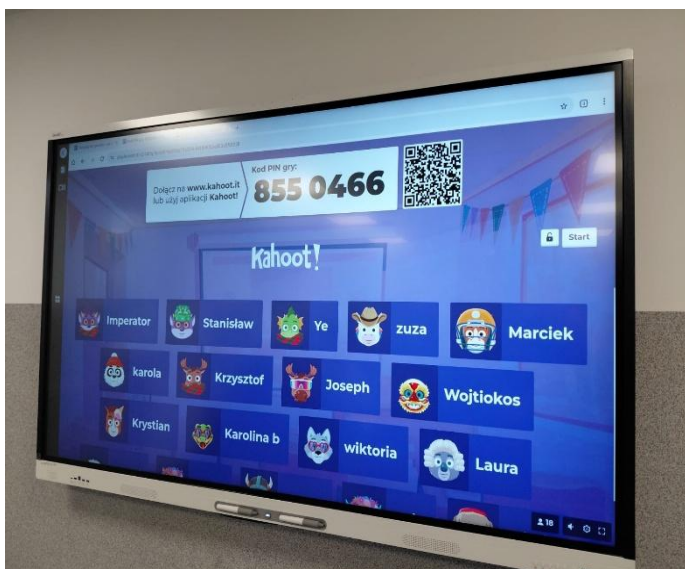 Dołącz na www.kahoot.it
lub użyj aplikacji Kahoot!
Kod PIN gry:
855 0466
Start
Kahoot!
Imperator
Stanisław
Ye
zuza
Marciek
karola
Krzysztof
Joseph
Wojtiokos
Krystian
Karolina b
wiktoria
Laura